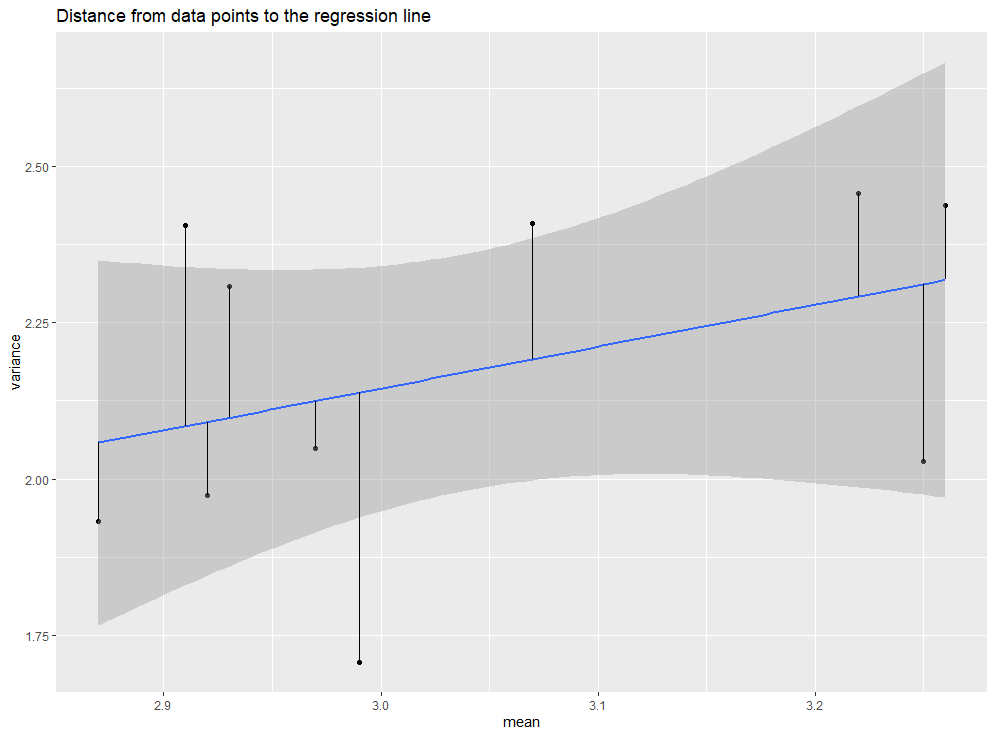 Distance from data points to the regression line
variance
2.50
2.25
2.00
1.75
2.9
3.0
3.1
3.2
mean